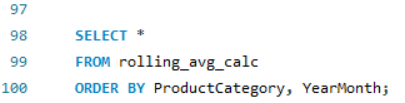 97
98 SELECT *
99 FROM rolling_avg_calc
100 ORDER BY ProductCategory, YearMonth;